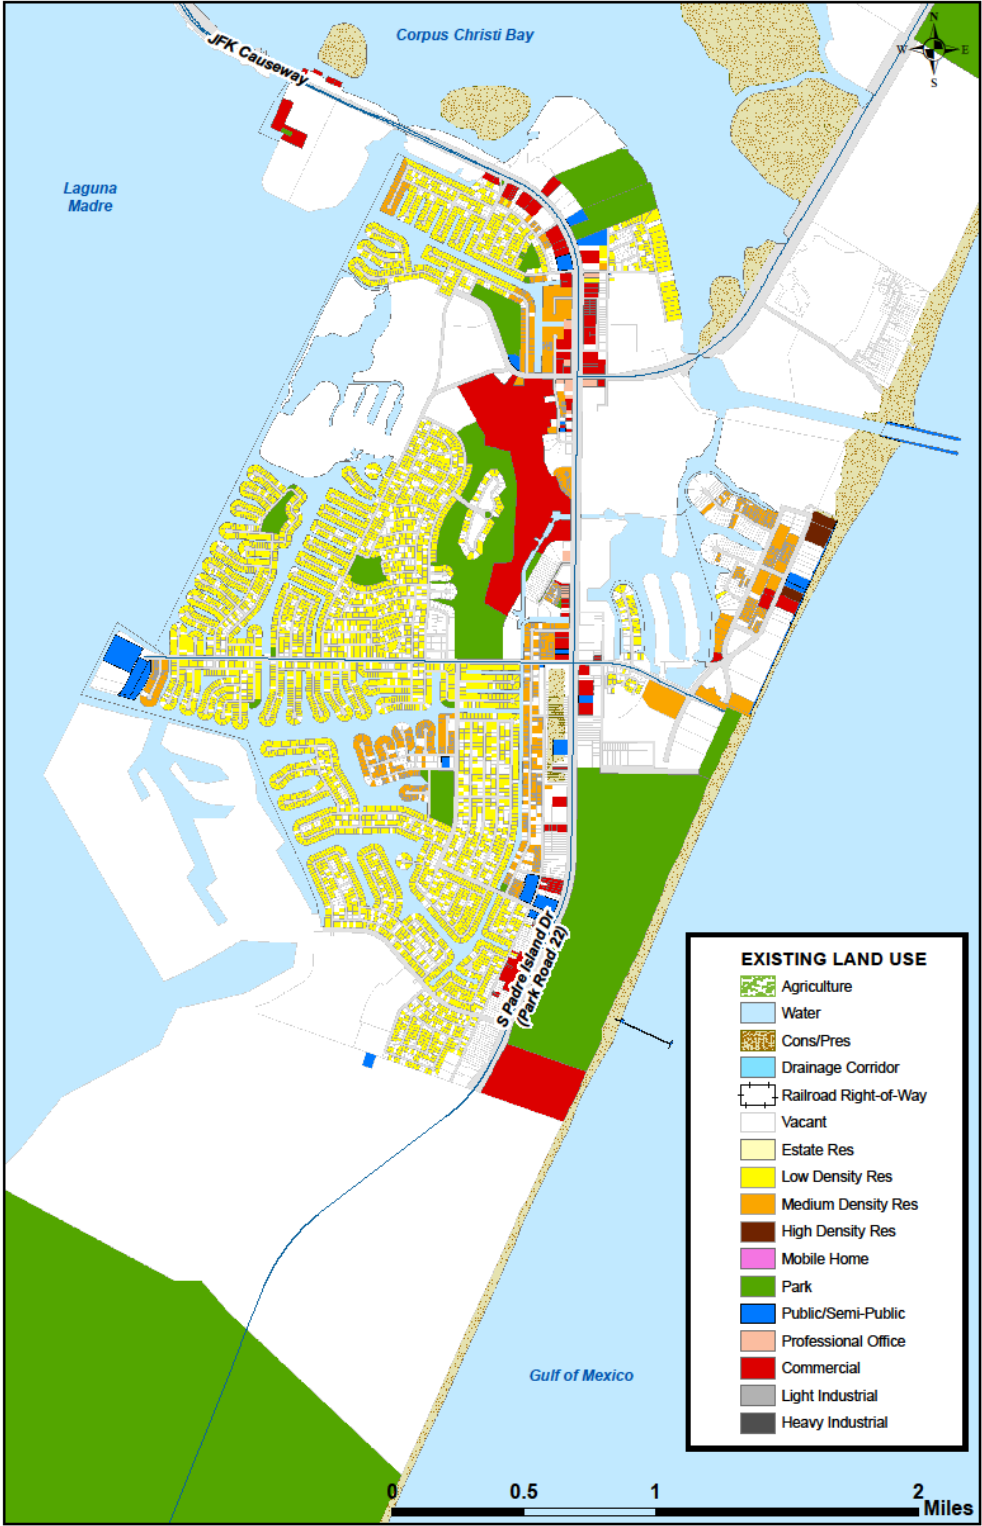 Corpus Christi Bay
JFK Causeway
N
W
E
S
Laguna
Madre
S Padre Island Dr
(Park Road 22)
EXISTING LAND USE
Agriculture
Water
Cons/Pres
Drainage Corridor
Railroad Right-of-Way
Vacant
Estate Res
Low Density Res
Medium Density Res
High Density Res
Mobile Home
Park
Public/Semi-Public
Professional Office
Commercial
Light Industrial
Heavy Industrial
Gulf of Mexico
0 0.5 1 2
Miles